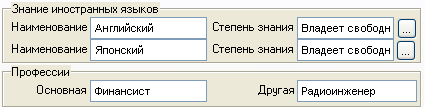 Знание иностранных языков
Наименование Английский Степень знания Владеет свободн ...
Наименование Японский Степень знания Владеет свободн ...
Профессии
Основная Финансист Другая Радиоинженер